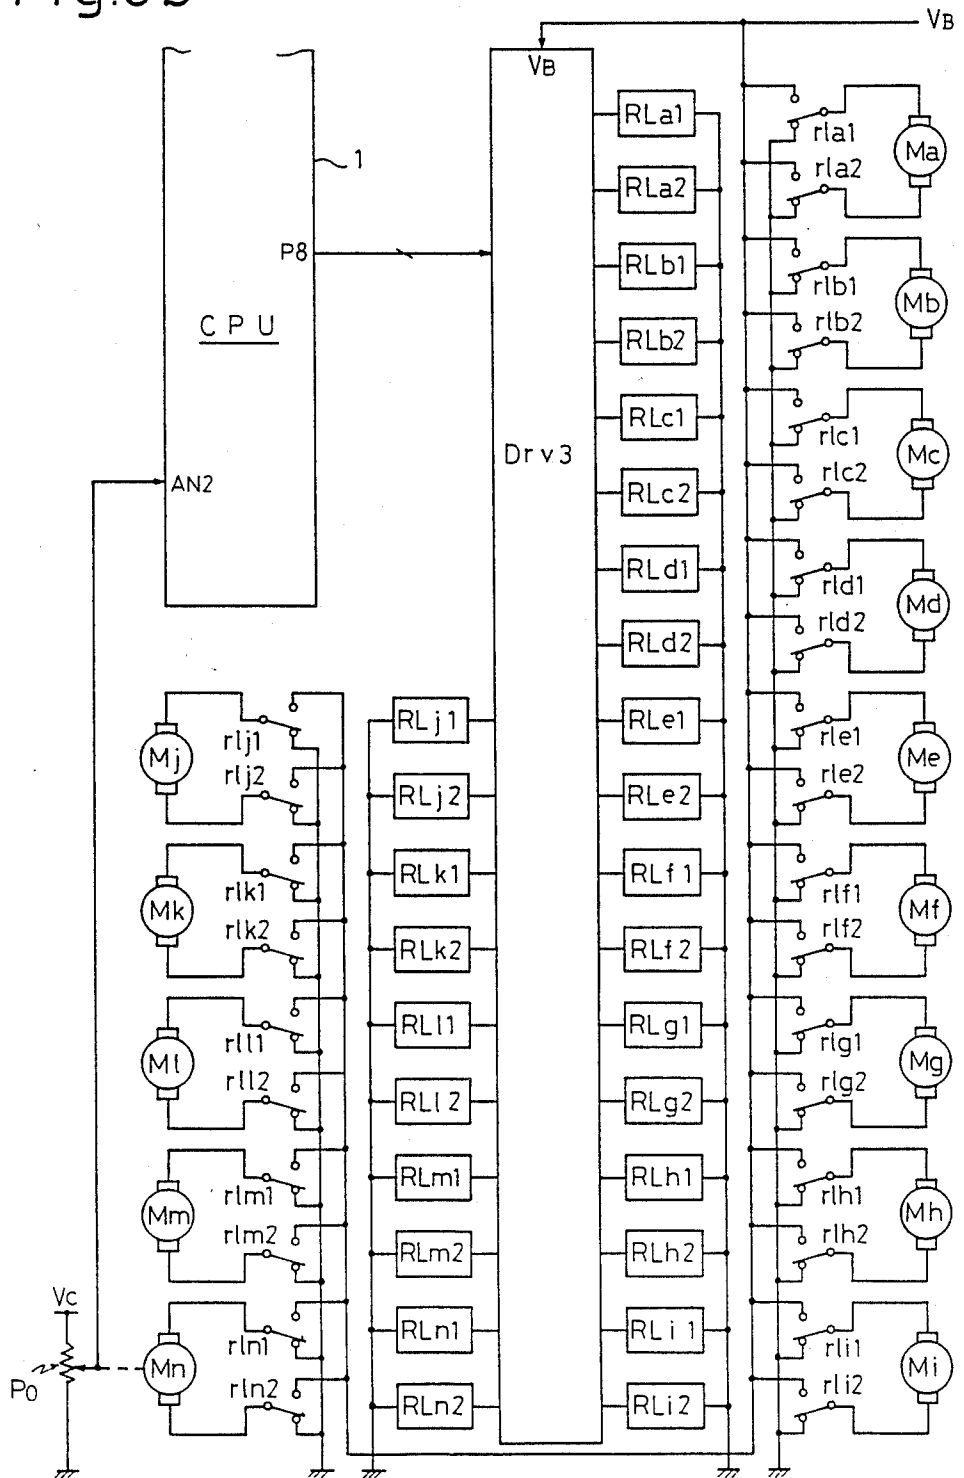 Fig.
VB
VB
1
P8
CPU
AN2
Drv3
RLa1
RLa2
RLb1
RLb2
RLc1
RLc2
RLd1
RLd2
RLe1
RLe2
RLf1
RLf2
RLg1
RLg2
RLh1
RLh2
RLi1
RLi2
rla1
Ma
rla2
rlb1
Mb
rlb2
rlc1
Mc
rlc2
rld1
Md
rld2
rle1
Me
rle2
rlf1
Mf
rlf2
rlg1
Mg
rlg2
rlh1
Mh
rlh2
rli1
Mi
rli2
RLj1
RLj2
RLk1
RLk2
RLl1
RLl2
RLm1
RLm2
RLn1
RLn2
rlj1
Mj
rlj2
rlk1
Mk
rlk2
rll1
Ml
rll2
rlm1
Mm
rlm2
rln1
Mn
rln2
Vc
Po